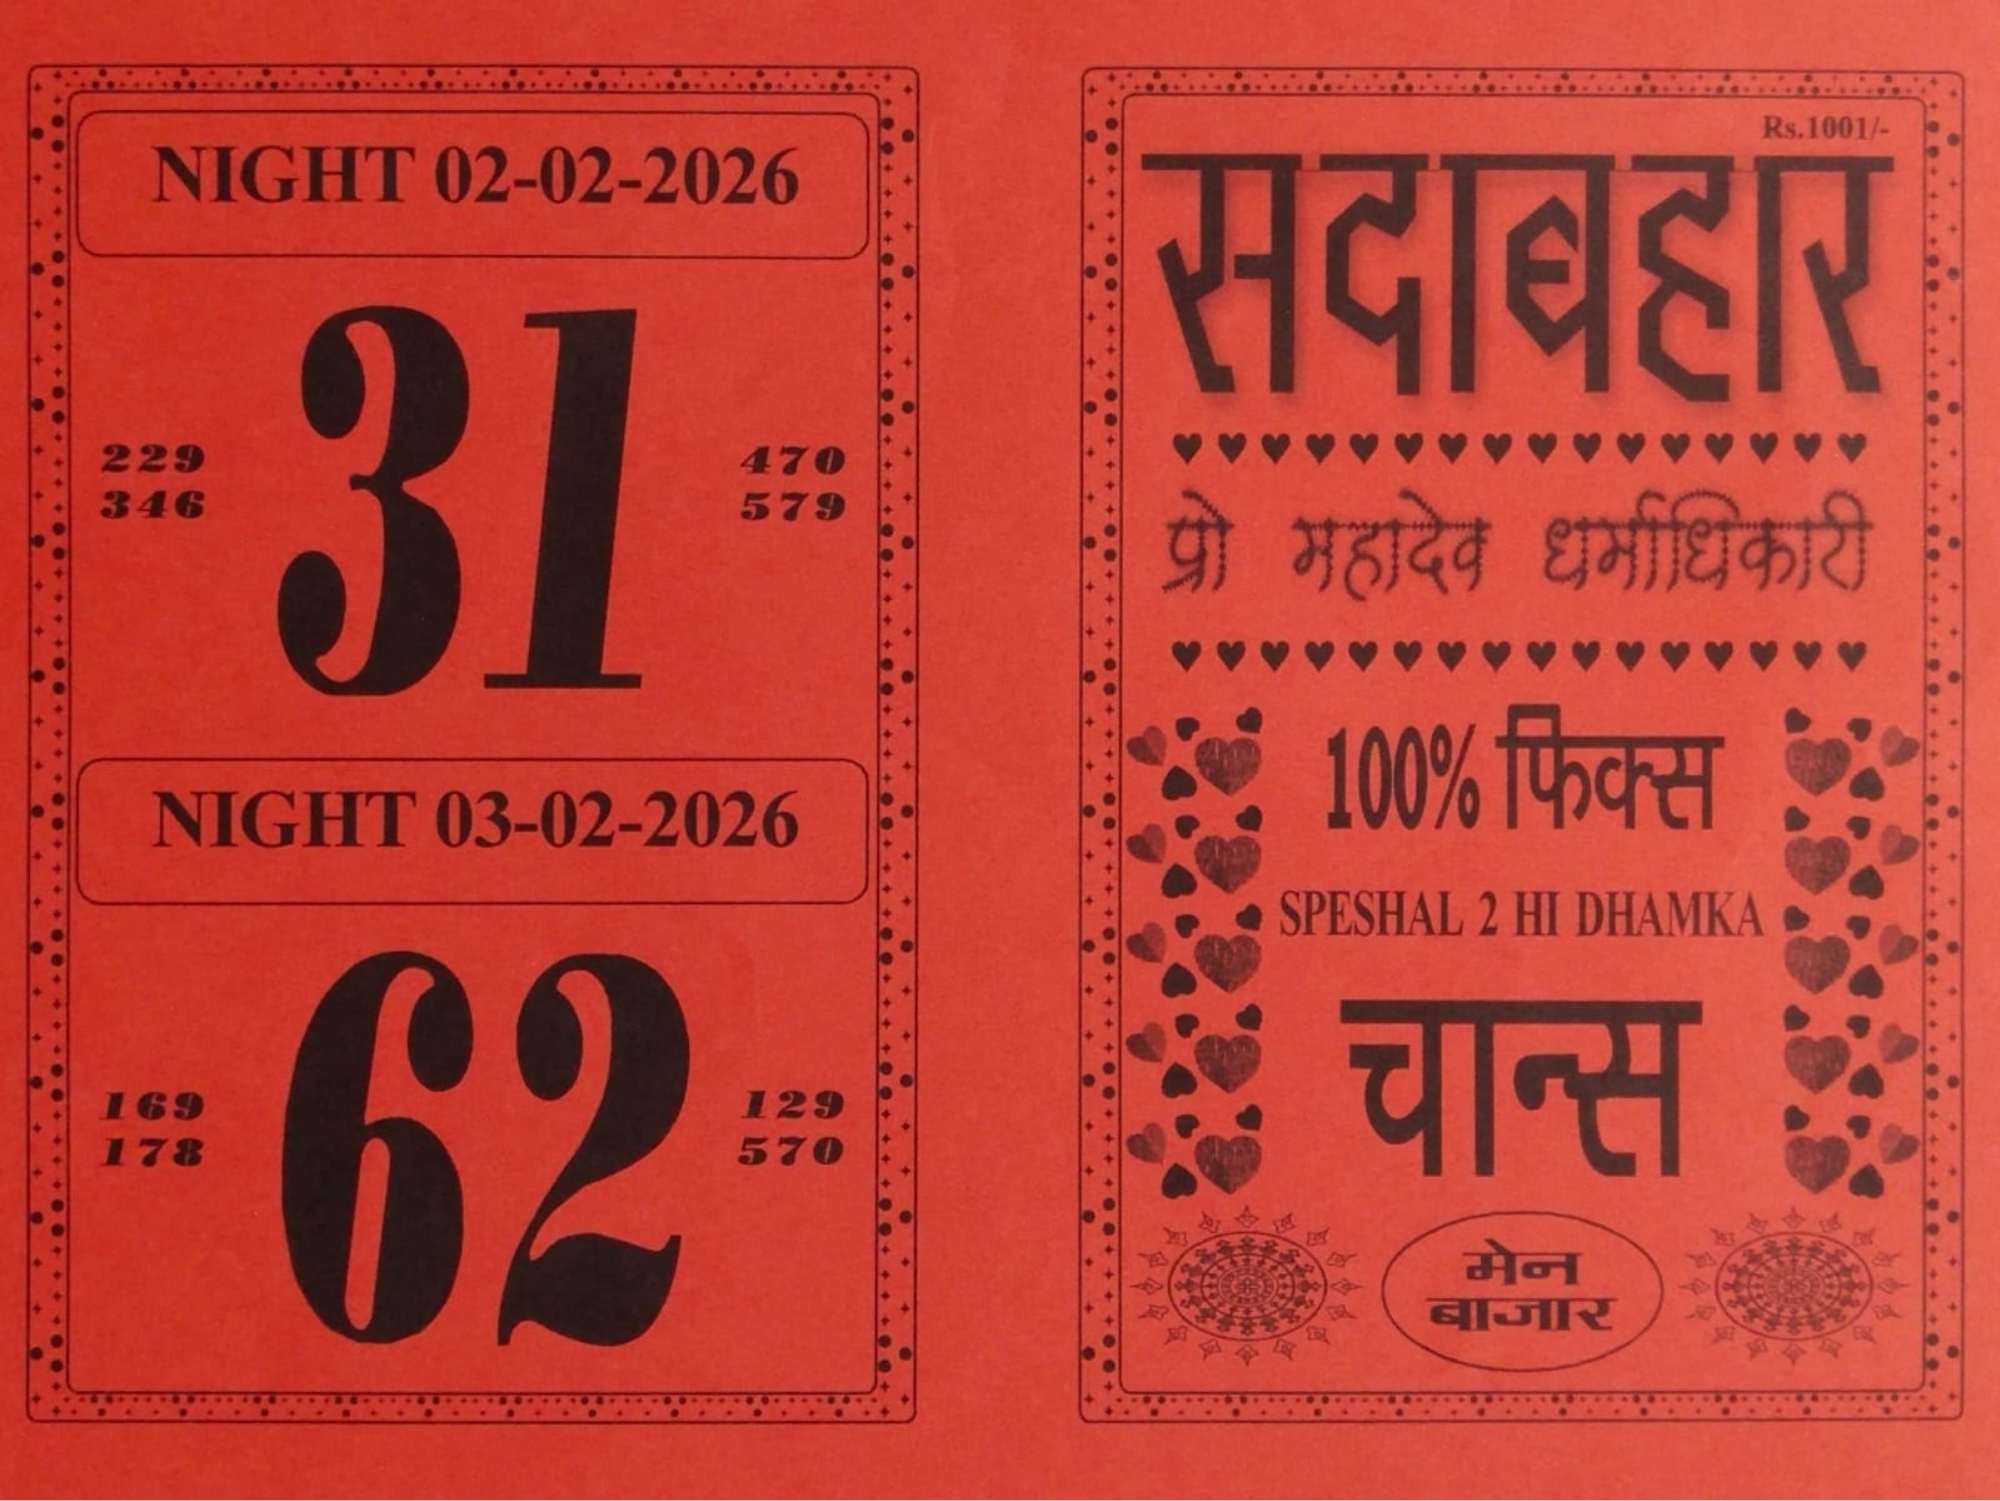 NIGHT 02-02-2026
31
229
346
470
579
NIGHT 03-02-2026
62
169
178
129
570
Rs.1001/-
सदाबहार
प्रो महादेव धर्माधिकारी
100% फिक्स
SPESHAL 2 HI DHAMKA
चान्स
मेन
बाजार